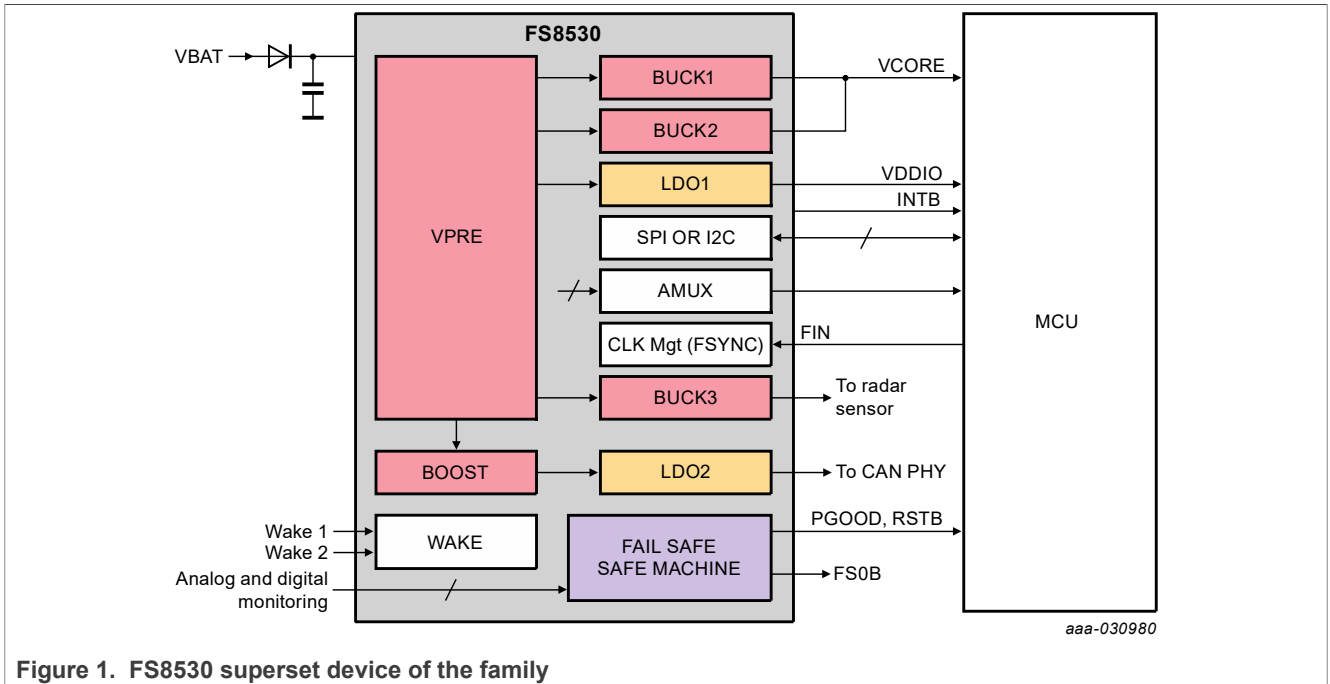 FS8530
VBAT
VPRE
BUCK1
VCORE
BUCK2
LDO1
VDDIO
INTB
SPI OR I2C
AMUX
MCU
CLK Mgt (FSYNC)
FIN
BUCK3
To radar
sensor
BOOST
LDO2
To CAN PHY
Wake 1
Wake 2
WAKE
Analog and digital
monitoring
FAIL SAFE
SAFE MACHINE
PGOOD, RSTB
FS0B
aaa-030980
Figure 1. FS8530 superset device of the family